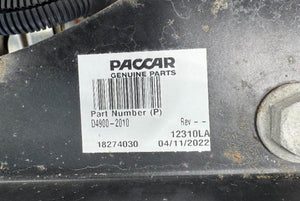 PACCAR
GENUINE PARTS
Part Number (P)
D4900-2010 Rev - -
12310LA
18274030 04/11/2022